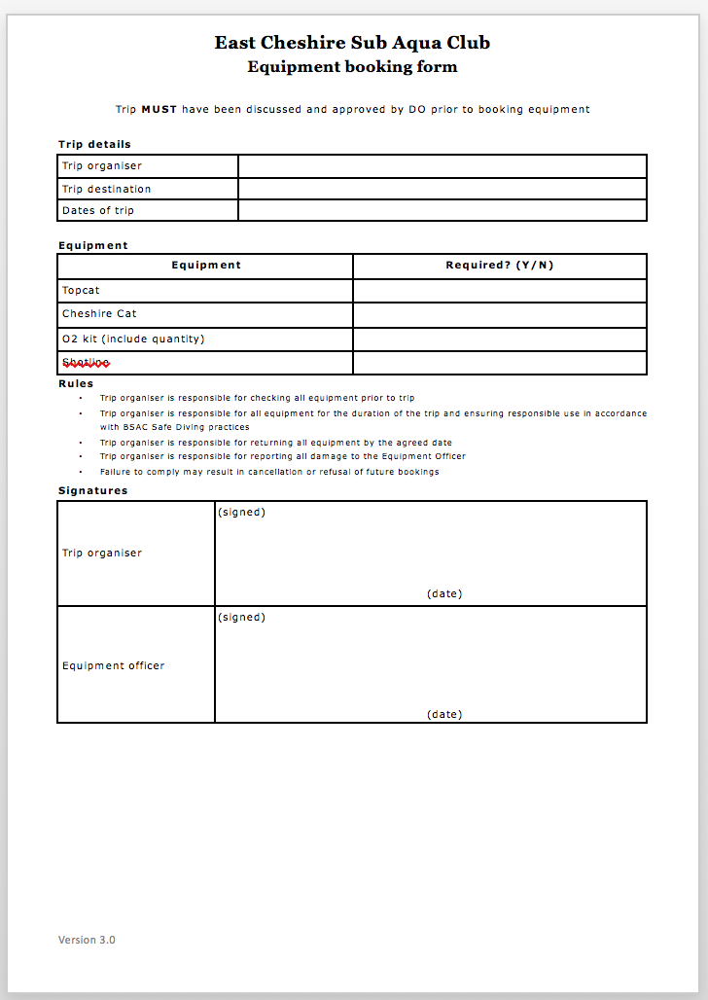 East Cheshire Sub Aqua Club
Equipment booking form
Trip MUST have been discussed and approved by DO prior to booking equipment
Trip details
Trip organiser
Trip destination
Dates of trip
Equipment
Equipment Required? (Y/N)
Topcat
Cheshire Cat
O2 kit (include quantity)
Shotline
Rules
• Trip organiser is responsible for checking all equipment prior to trip
• Trip organiser is responsible for all equipment for the duration of the trip and ensuring responsible use in accordance
with BSAC Safe Diving practices
• Trip organiser is responsible for returning all equipment by the agreed date
• Trip organiser is responsible for reporting all damage to the Equipment Officer
• Failure to comply may result in cancellation or refusal of future bookings
Signatures
(signed)
Trip organiser
(date)
(signed)
Equipment officer
(date)
Version 3.0